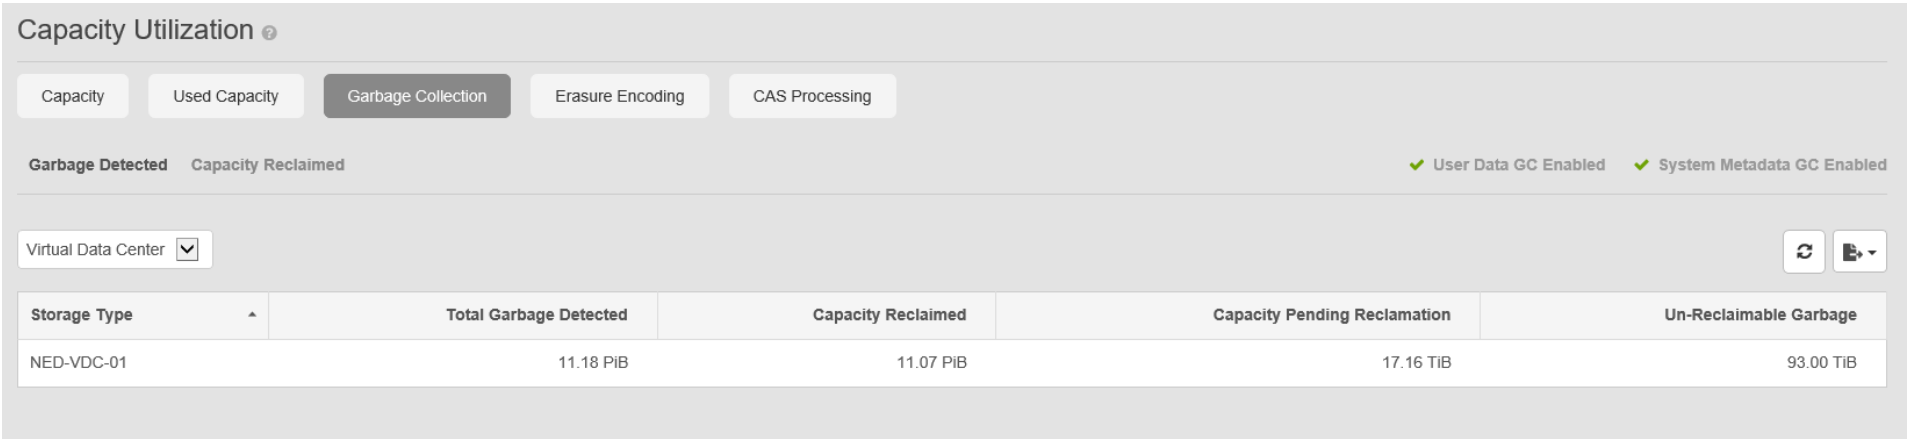 Capacity Utilization ?
Capacity Used Capacity Garbage Collection Erasure Encoding CAS Processing
Garbage Detected Capacity Reclaimed User Data GC Enabled System Metadata GC Enabled
Virtual Data Center
Storage Type Total Garbage Detected Capacity Reclaimed Capacity Pending Reclamation Un-Reclaimable Garbage
NED-VDC-01 11.18 PiB 11.07 PiB 17.16 TiB 93.00 TiB